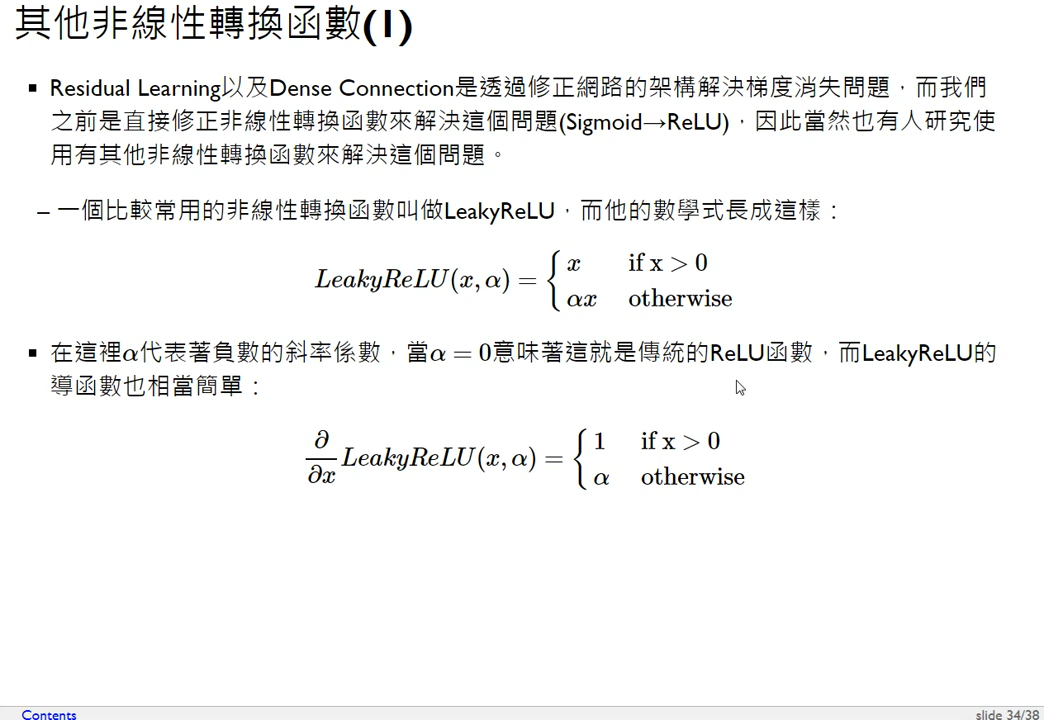 其他非線性轉換函數(1)
▪ Residual Learning以及Dense Connection是透過修正網路的架構解決梯度消失問題，而我們
之前是直接修正非線性轉換函數來解決這個問題(Sigmoid→ReLU)，因此當然也有人研究使
用有其他非線性轉換函數來解決這個問題。
– 一個比較常用的非線性轉換函數叫做LeakyReLU，而他的數學式長成這樣：
LeakyReLU(x, α) = { x if x > 0
αx otherwise
▪ 在這裡α代表著負數的斜率係數，當α = 0意味著這就是傳統的ReLU函數，而LeakyReLU的
導函數也相當簡單：
∂/∂x LeakyReLU(x, α) = { 1 if x > 0
α otherwise
Contents
slide 34/38